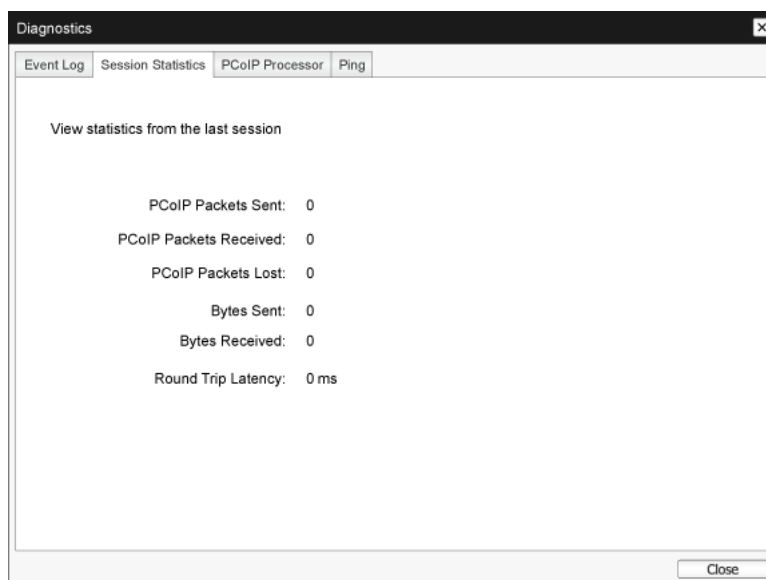 Diagnostics
Event Log Session Statistics PCoIP Processor Ping
View statistics from the last session
PCoIP Packets Sent: 0
PCoIP Packets Received: 0
PCoIP Packets Lost: 0
Bytes Sent: 0
Bytes Received: 0
Round Trip Latency: 0 ms
Close